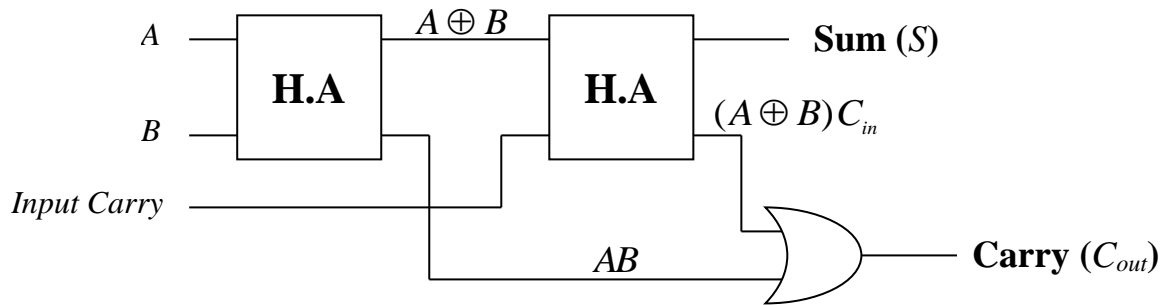 A
A ⊕ B
Sum (S)
H.A
H.A
(A ⊕ B)C_in
B
Input Carry
AB
Carry (C_out)